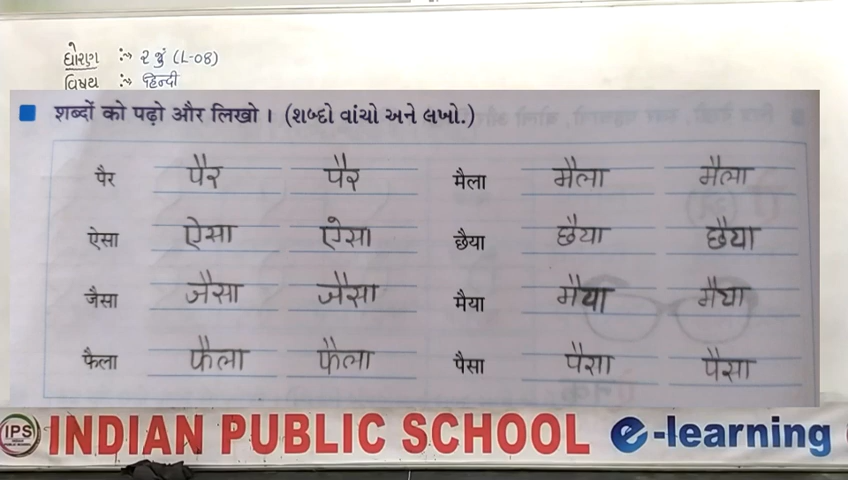 ધોરણ :~ ૨ જું (L-08)
વિષય :~ હિન્દી
शब्दों को पढ़ो और लिखो । (શબ્દો વાંચો અને લખો.)
पैर पैर पैर मैला मैला मैला
ऐसा ऐसा ऐसा छैया छैया छैया
जैसा जैसा जैसा मैया मैया मैया
फैला फैला फैला पैसा पैसा पैसा
IPS INDIAN PUBLIC SCHOOL e-learning